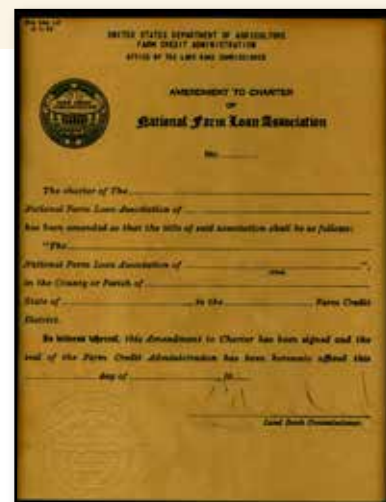 UNITED STATES DEPARTMENT OF AGRICULTURE
FARM CREDIT ADMINISTRATION
OFFICE OF THE LAND BANK COMMISSIONER
AMENDMENT TO CHARTER
OF
National Farm Loan Association
No.
The charter of The
National Farm Loan Association of
has been amended so that the title of said association shall be as follows:
"The
National Farm Loan Association of ",
in the County or Parish of and
State of , in the Farm Credit
District.
In witness whereof, this Amendment to Charter has been signed and the
seal of the Farm Credit Administration has been hereunto affixed this
day of , 19
Land Bank Commissioner.